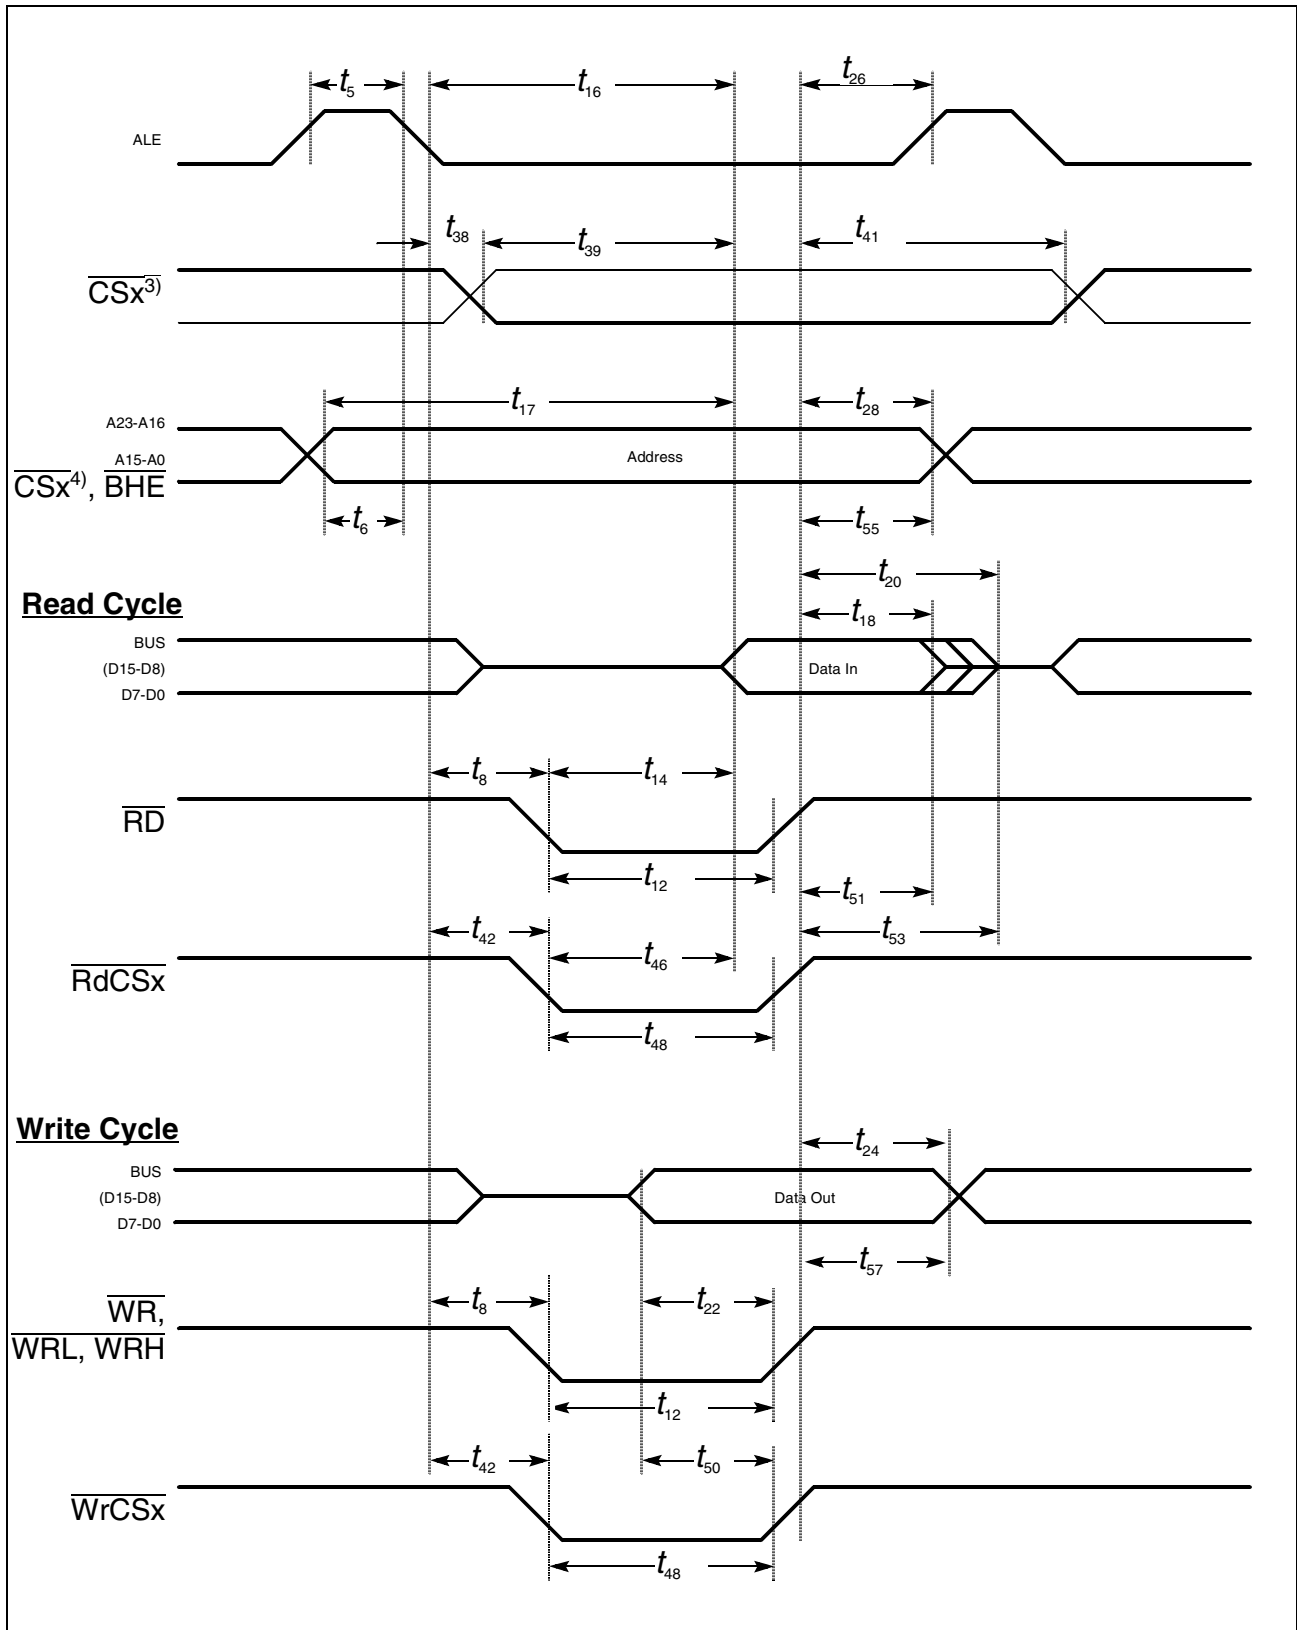 t5 t16 t26
ALE
t38 t39 t41
CSx3)
t17 t28
A23-A16
A15-A0 Address
CSx4), BHE
t6 t55
t20
Read Cycle t18
BUS
(D15-D8) Data In
D7-D0
t8 t14
RD
t12 t51
t42 t53
t46
RdCSx
t48
Write Cycle
t24
BUS
(D15-D8) Data Out
D7-D0
t57
t8 t22
WR,
WRL, WRH
t12
t42 t50
WrCSx
t48